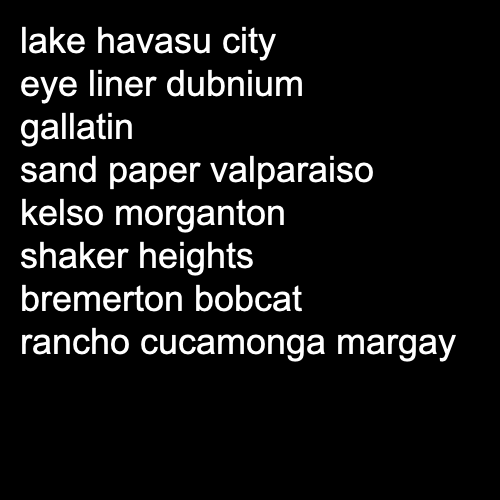 lake havasu city
eye liner dubnium
gallatin
sand paper valparaiso
kelso morganton
shaker heights
bremerton bobcat
rancho cucamonga margay